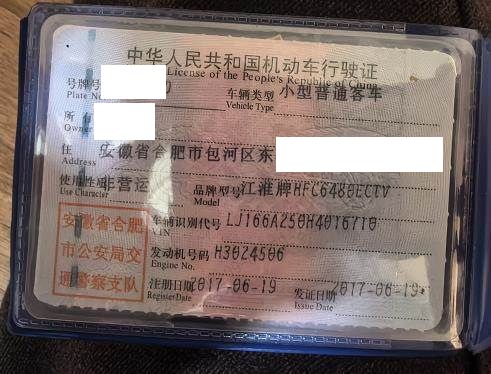 中华人民共和国机动车行驶证
License of the People's Republic of China
号牌号
Plate N
车辆类型 小型普通客车
Vehicle Type
所
Owner
住 安徽省合肥市包河区东
Address
使用性 非营运
Use Character
品牌型号 江淮牌HFC6480ECTV
Model
安徽省合肥
市公安局交
通警察支队
车辆识别代号 LJ166A250H4016710
VIN
发动机号码 H3024506
Engine No.
注册日期 2017-06-19
Register Date
发证日期 2017-06-19
Issue Date